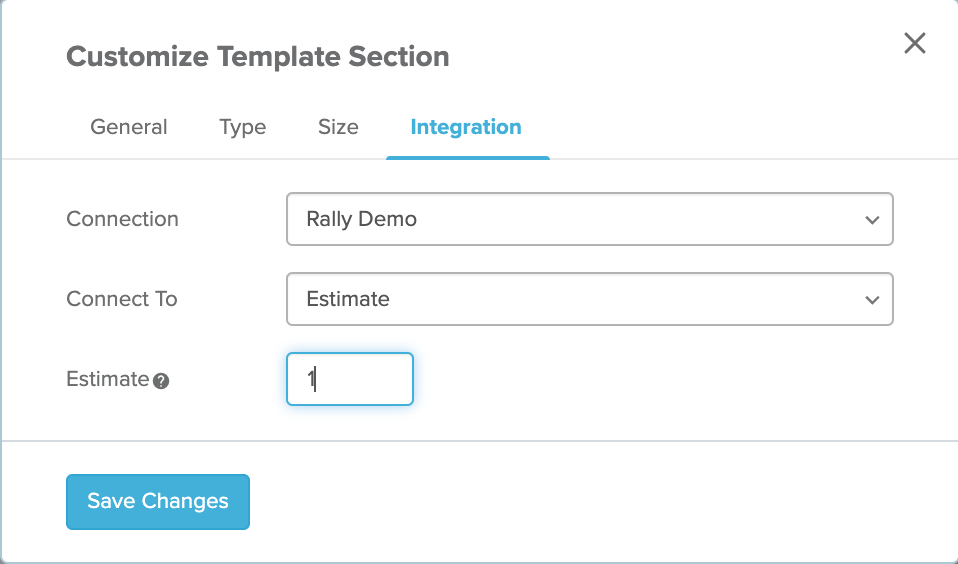 Customize Template Section
General Type Size Integration
Connection Rally Demo
Connect To Estimate
Estimate ? 1
Save Changes